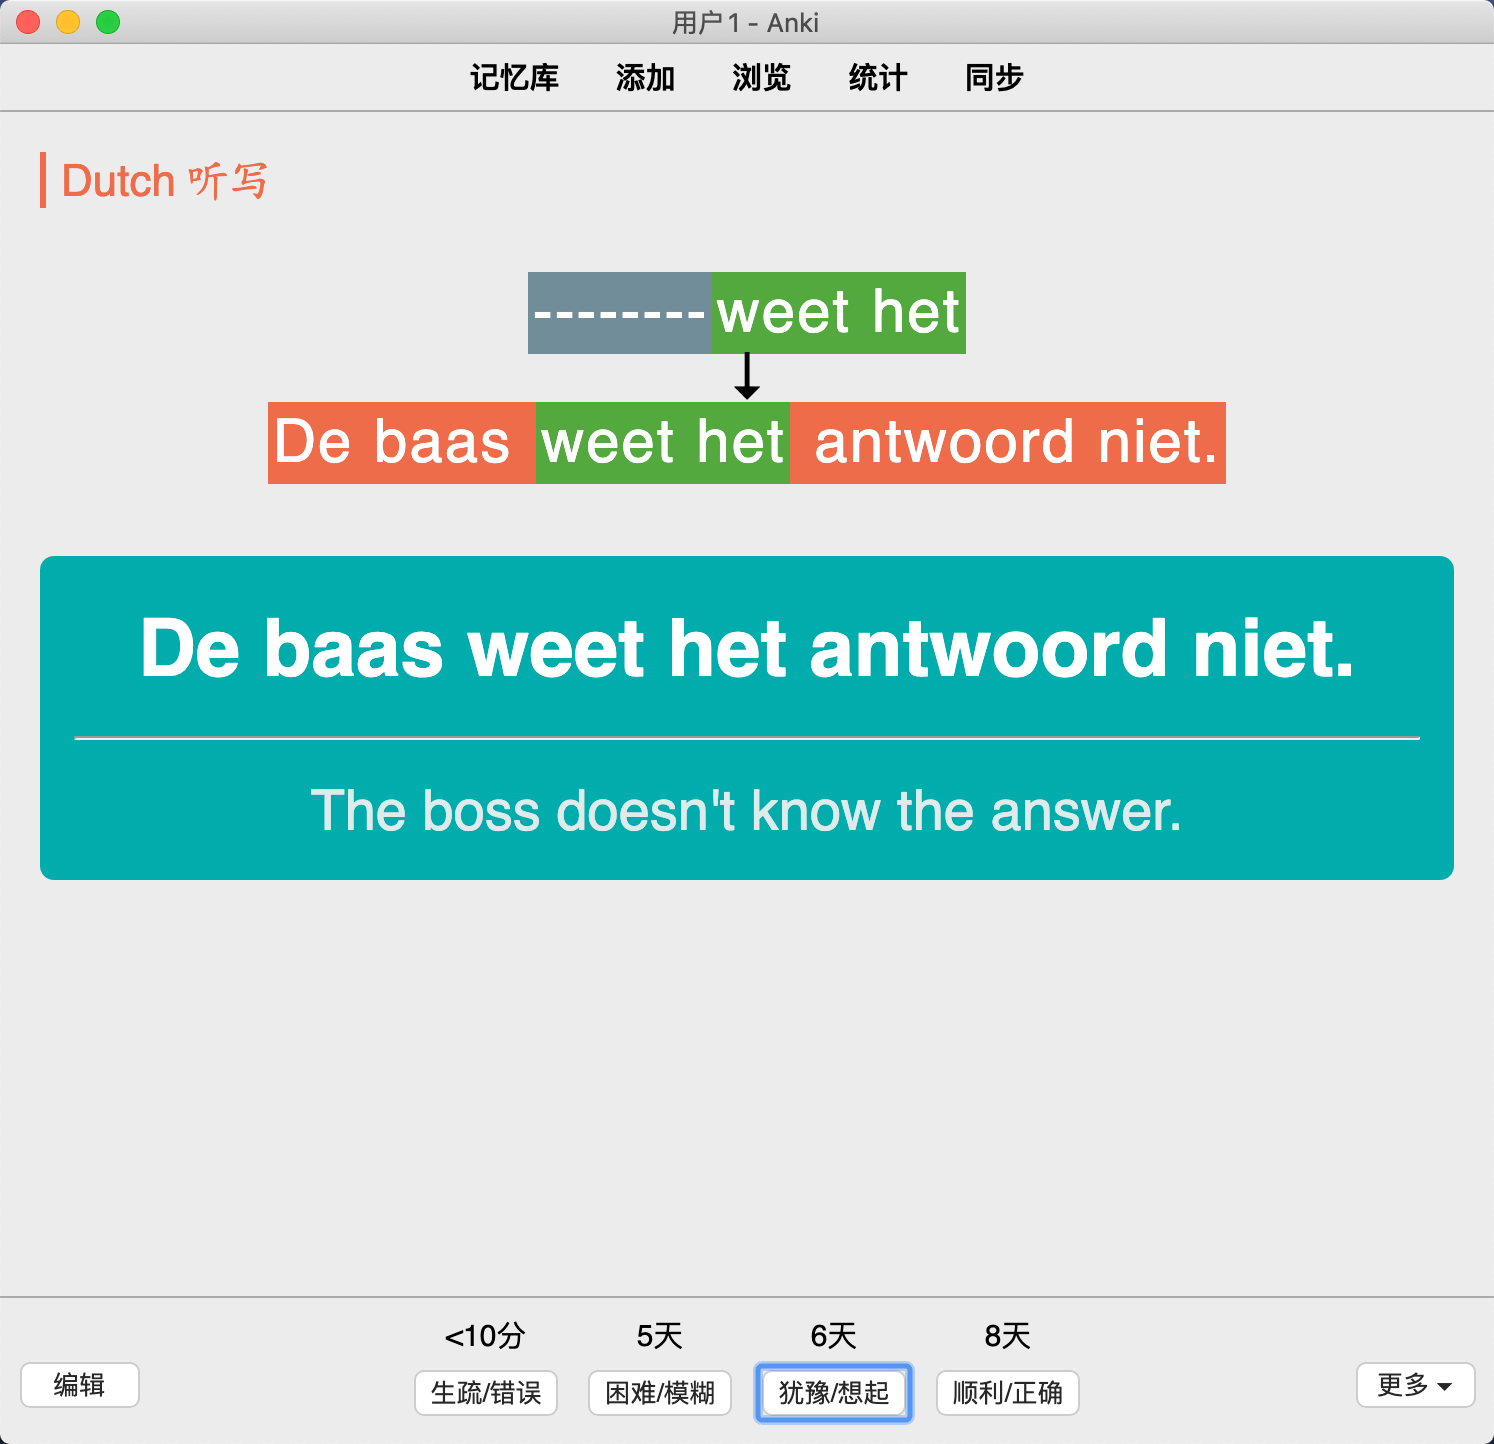 用户1 - Anki
记忆库 添加 浏览 统计 同步
Dutch 听写
--------weet het
↓
De baas weet het antwoord niet.
De baas weet het antwoord niet.
The boss doesn't know the answer.
<10分 5天 6天 8天
编辑 生疏/错误 困难/模糊 犹豫/想起 顺利/正确 更多